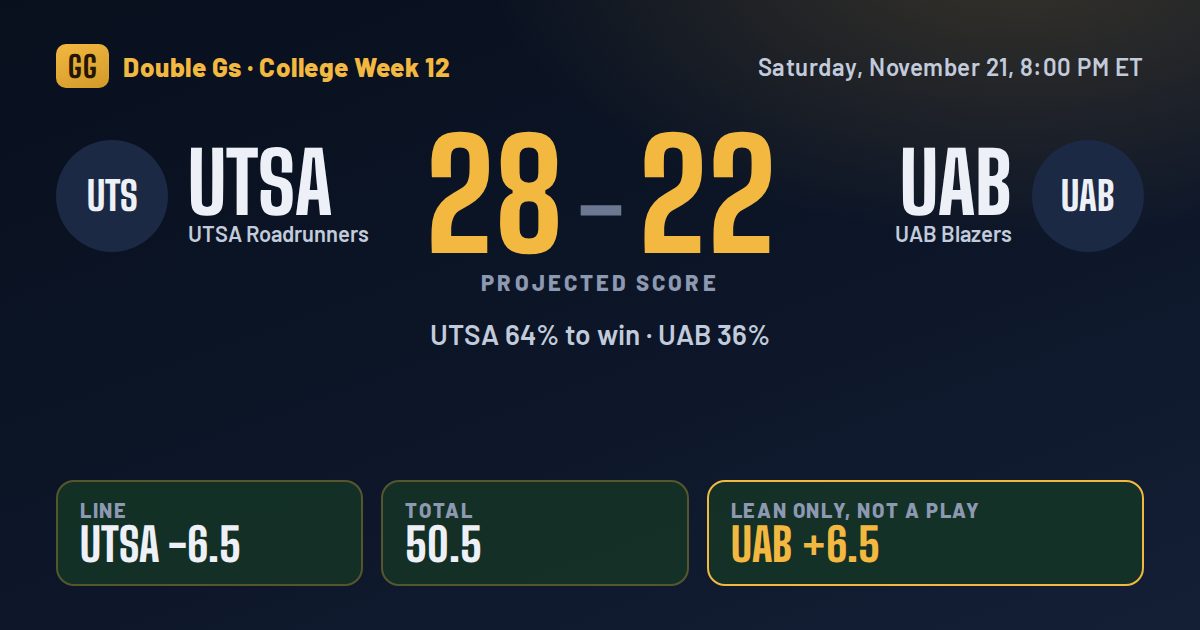 GG Double Gs · College Week 12
Saturday, November 21, 8:00 PM ET
UTS
UTSA
UTSA Roadrunners
28 – 22
PROJECTED SCORE
UTSA 64% to win · UAB 36%
UAB
UAB Blazers
UAB
LINE
UTSA −6.5
TOTAL
50.5
LEAN ONLY, NOT A PLAY
UAB +6.5